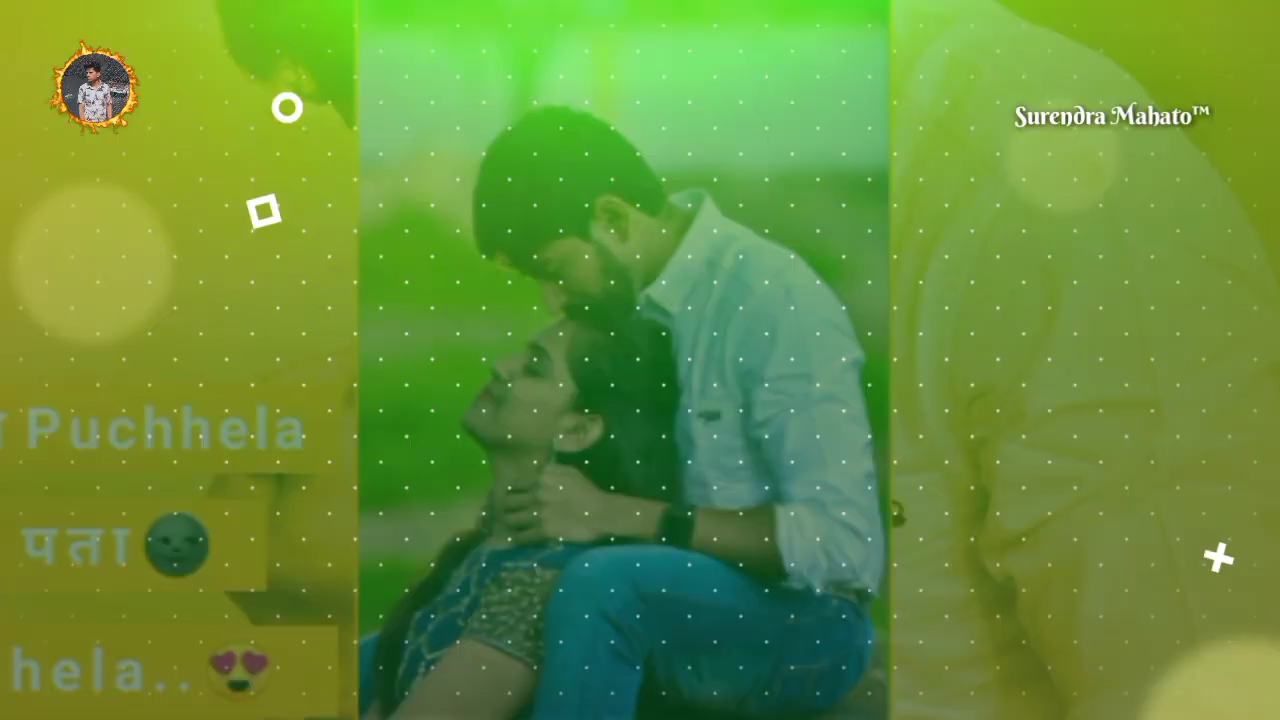 Surendra Mahato™
Puchhela
पता
hela..